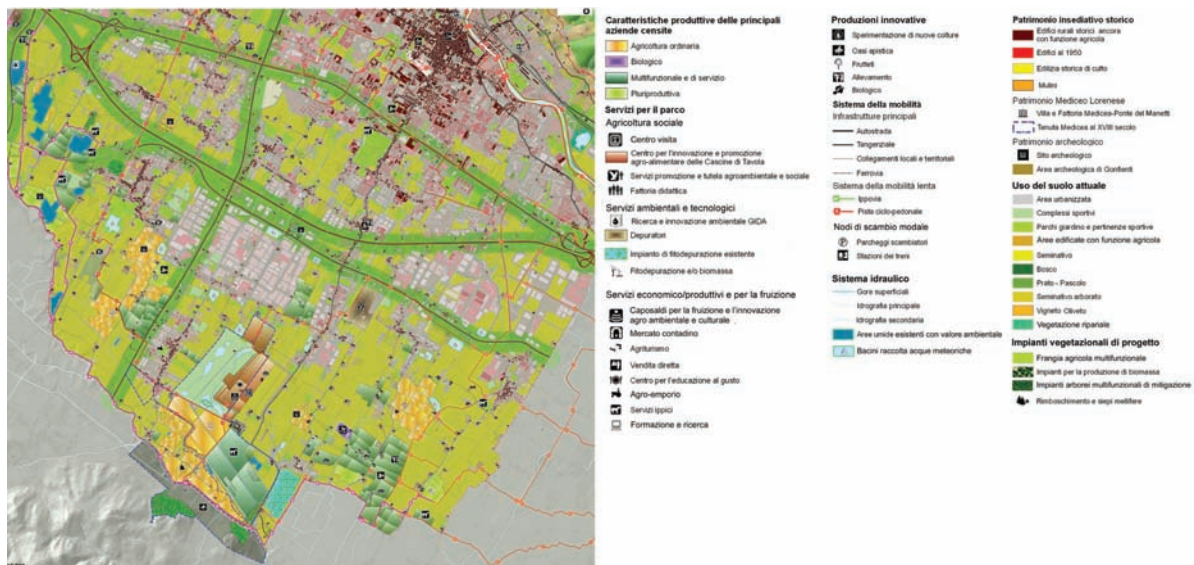 Caratteristiche produttive delle principali
aziende censite
Agricoltura ordinaria
Biologico
Multifunzionale e di servizio
Pluriproduttiva
Servizi per il parco
Agricoltura sociale
Centro visita
Centro per l'innovazione e promozione
agro-alimentare delle Cascine di Tavola
Servizi promozione e tutela agroambientale e sociale
Fattoria didattica
Servizi ambientali e tecnologici
Ricerca e innovazione ambientale GIDA
Depuratori
Impianto di fitodepurazione esistente
Fitodepurazione e/o biomassa
Servizi economico/produttivi e per la fruizione
Caposaldi per la fruizione e l'innovazione
agro ambientale e culturale
Mercato contadino
Agriturismo
Vendita diretta
Centro per l'educazione al gusto
Agro-emporio
Servizi ippici
Formazione e ricerca
Produzioni innovative
Sperimentazione di nuove colture
Oasi apistica
Frutteti
Allevamento
Biologico
Sistema della mobilità
Infrastrutture principali
Autostrada
Tangenziale
Collegamenti locali e territoriali
Ferrovia
Sistema della mobilità lenta
Ippovia
Pista ciclo-pedonale
Nodi di scambio modale
Parcheggi scambiatori
Stazioni dei treni
Sistema idraulico
Gore superficiali
Idrografia principale
Idrografia secondaria
Aree umide esistenti con valore ambientale
Bacini raccolta acque meteoriche
Patrimonio insediativo storico
Edifici rurali storici ancora
con funzione agricola
Edifici al 1950
Edilizia storica di culto
Mulini
Patrimonio Mediceo Lorenese
Villa e Fattoria Medicea-Ponte del Manetti
Tenuta Medicea al XVIII secolo
Patrimonio archeologico
Sito archeologico
Area archeologica di Gonfienti
Uso del suolo attuale
Area urbanizzata
Complessi sportivi
Parchi giardino e pertinenze sportive
Aree edificate con funzione agricola
Seminativo
Bosco
Prato - Pascolo
Seminativo arborato
Vigneto Oliveto
Vegetazione ripariale
Impianti vegetazionali di progetto
Frangia agricola multifunzionale
Impianti per la produzione di biomassa
Impianti arborei multifunzionali di mitigazione
Rimboschimento e siepi mellifere